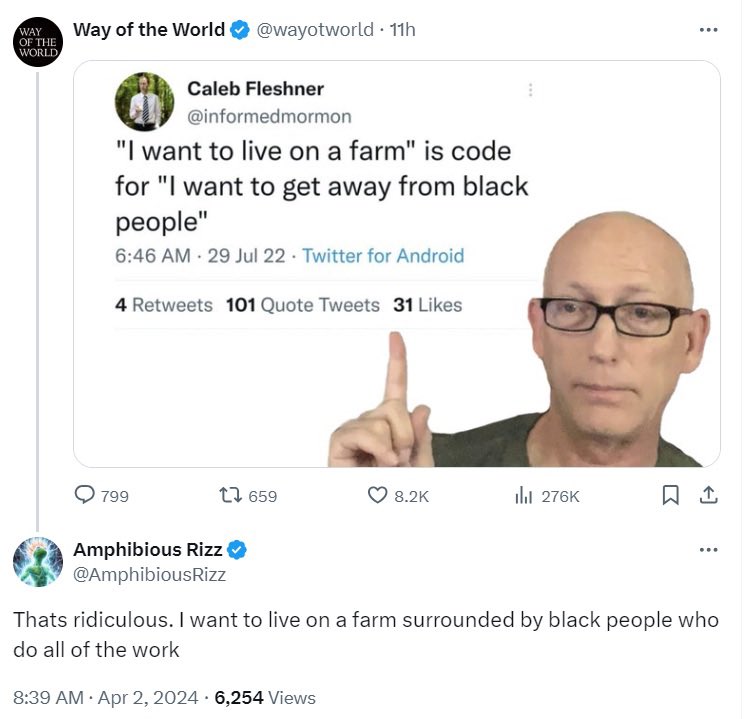 WAY
OF THE
WORLD
Way of the World @wayotworld · 11h
Caleb Fleshner
@informedmormon
"I want to live on a farm" is code
for "I want to get away from black
people"
6:46 AM · 29 Jul 22 · Twitter for Android
4 Retweets 101 Quote Tweets 31 Likes
799 659 8.2K 276K
Amphibious Rizz
@AmphibiousRizz
Thats ridiculous. I want to live on a farm surrounded by black people who
do all of the work
8:39 AM · Apr 2, 2024 · 6,254 Views